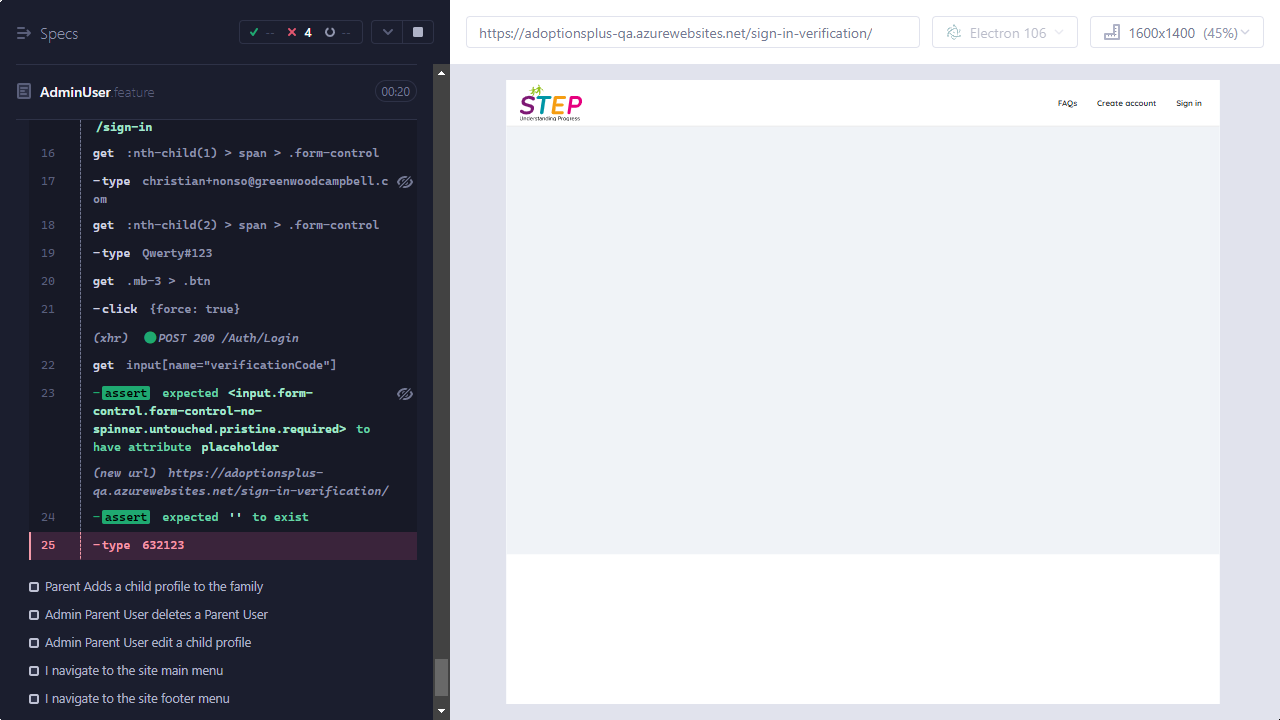 Specs
--
4
--
https://adoptionsplus-qa.azurewebsites.net/sign-in-verification/
Electron 106
1600x1400 (45%)
AdminUser.feature
00:20
/sign-in
16 get :nth-child(1) > span > .form-control
17 -type christian+nonso@greenwoodcampbell.c
om
18 get :nth-child(2) > span > .form-control
19 -type Qwerty#123
20 get .mb-3 > .btn
21 -click {force: true}
(xhr) POST 200 /Auth/Login
22 get input[name="verificationCode"]
23 -assert expected <input.form-
control.form-control-no-
spinner.untouched.pristine.required> to
have attribute placeholder
(new url) https://adoptionsplus-
qa.azurewebsites.net/sign-in-verification/
24 -assert expected '' to exist
25 -type 632123
Parent Adds a child profile to the family
Admin Parent User deletes a Parent User
Admin Parent User edit a child profile
I navigate to the site main menu
I navigate to the site footer menu
STEP
Understanding Progress
FAQs
Create account
Sign in